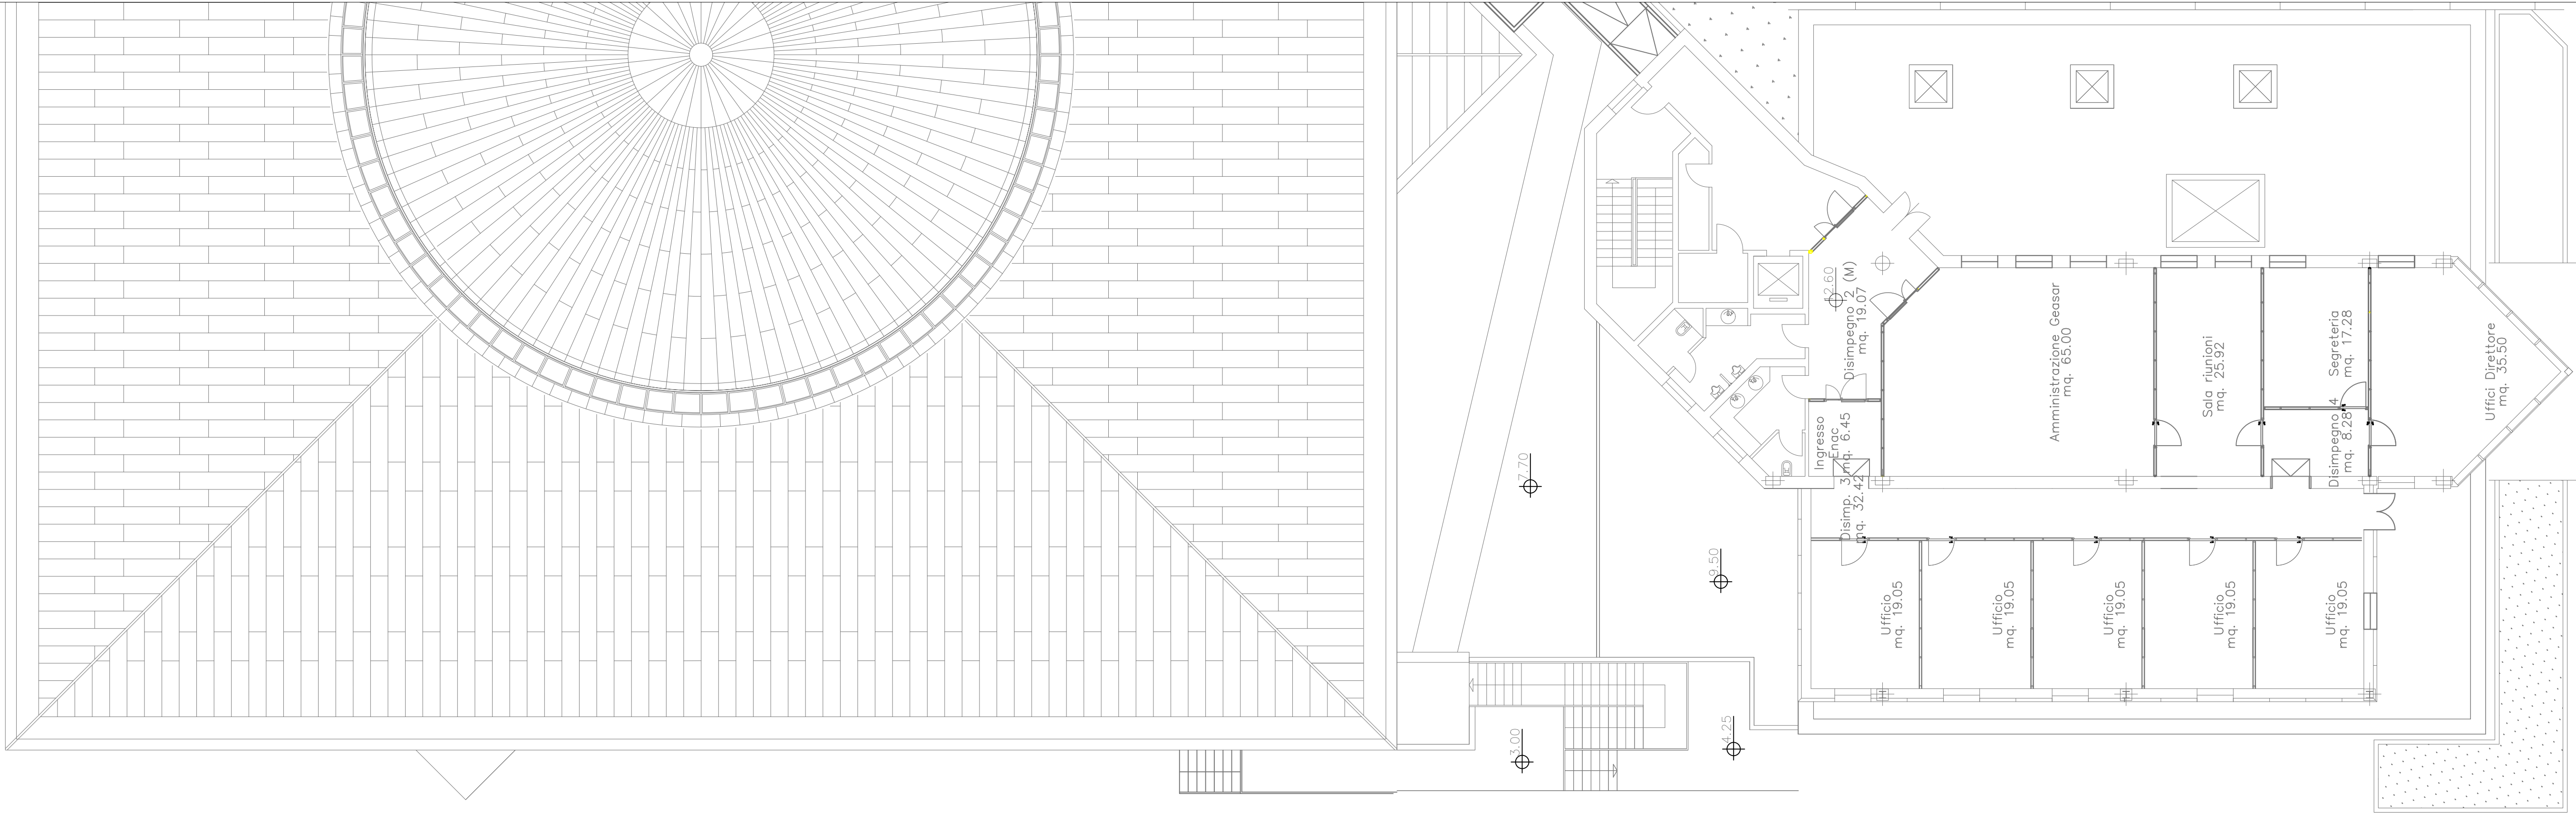 7.70
9.50
3.00
4.25
12.60
Disimpegno 2 (M)
mq. 19.07
Ingresso
Enac
mq. 6.45
Disimp. 3
mq. 32.42
Amministrazione Geasar
mq. 65.00
Sala riunioni
mq. 25.92
Segreteria
mq. 17.28
Disimpegno 4
mq. 8.28
Uffici Direttore
mq. 35.50
Ufficio
mq. 19.05
Ufficio
mq. 19.05
Ufficio
mq. 19.05
Ufficio
mq. 19.05
Ufficio
mq. 19.05